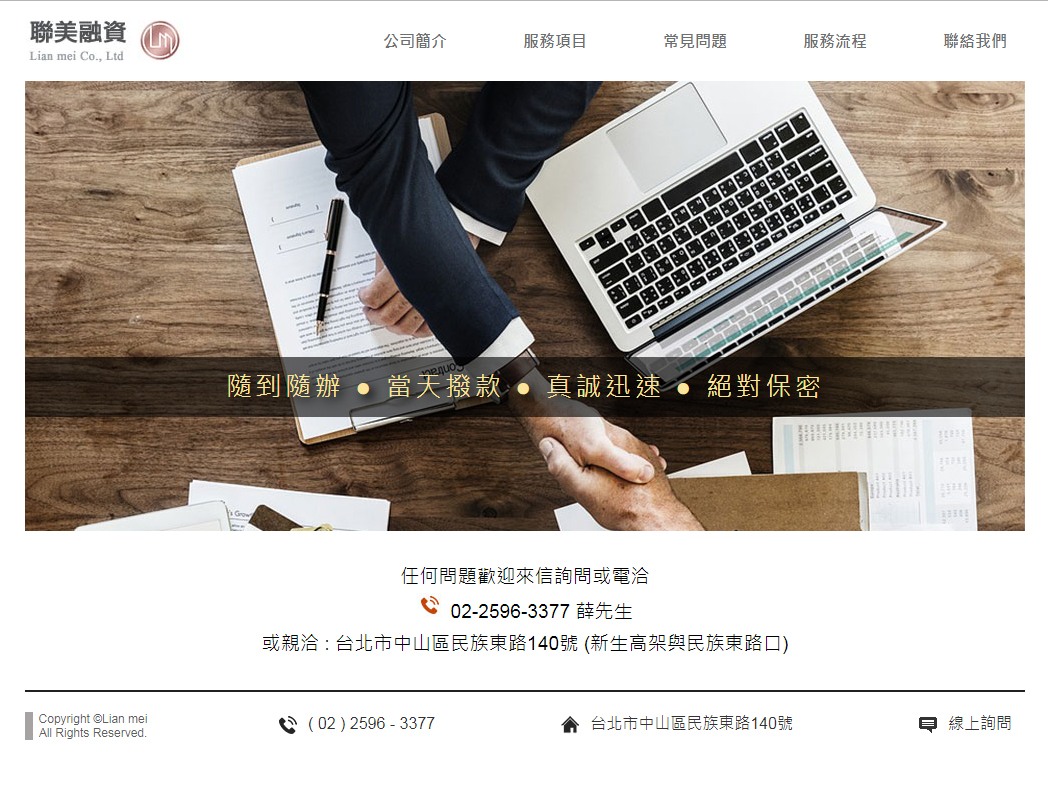 聯美融資
Lian mei Co., Ltd
LM
公司簡介 服務項目 常見問題 服務流程 聯絡我們
Contract
隨到隨辦 ● 當天撥款 ● 真誠迅速 ● 絕對保密
任何問題歡迎來信詢問或電洽
02-2596-3377 薛先生
或親洽 : 台北市中山區民族東路140號 (新生高架與民族東路口)
Copyright ©Lian mei
All Rights Reserved.
( 02 ) 2596 - 3377
台北市中山區民族東路140號
線上詢問